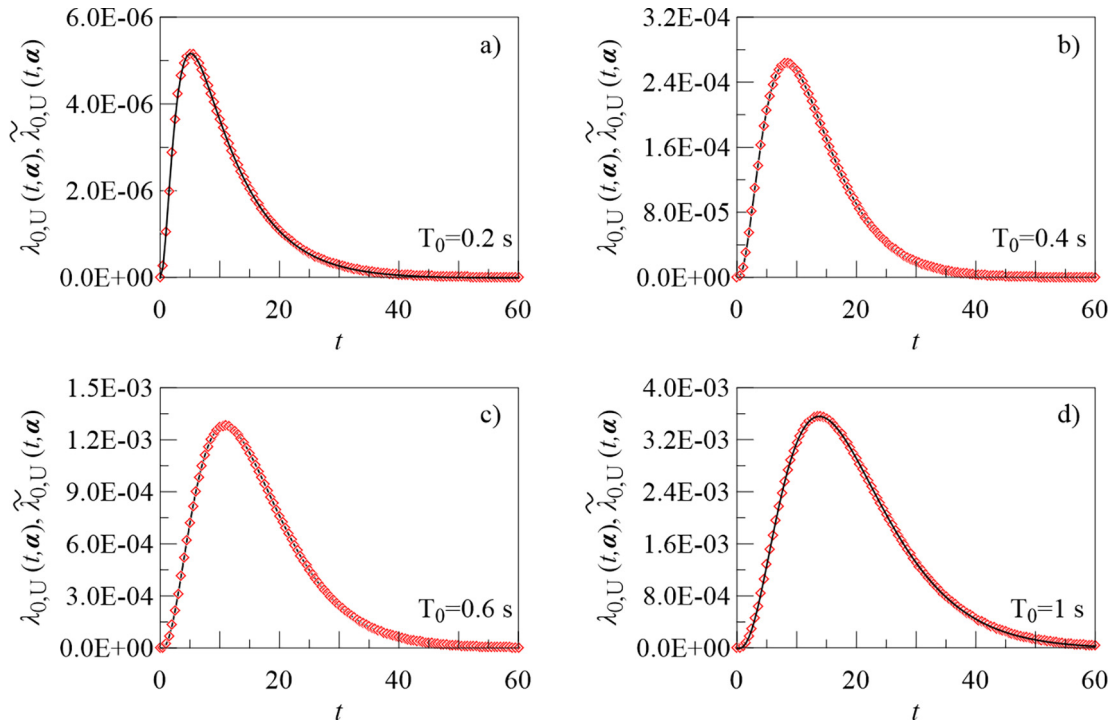 6.0E-06
4.0E-06
2.0E-06
0.0E+00
λ0,U (t,α), λ̃0,U (t,α)
a)
T0=0.2 s
0 20 40 60
t
3.2E-04
2.4E-04
1.6E-04
8.0E-05
0.0E+00
λ0,U (t,α), λ̃0,U (t,α)
b)
T0=0.4 s
0 20 40 60
t
1.5E-03
1.2E-03
9.0E-04
6.0E-04
3.0E-04
0.0E+00
λ0,U (t,α), λ̃0,U (t,α)
c)
T0=0.6 s
0 20 40 60
t
4.0E-03
3.2E-03
2.4E-03
1.6E-03
8.0E-04
0.0E+00
λ0,U (t,α), λ̃0,U (t,α)
d)
T0=1 s
0 20 40 60
t